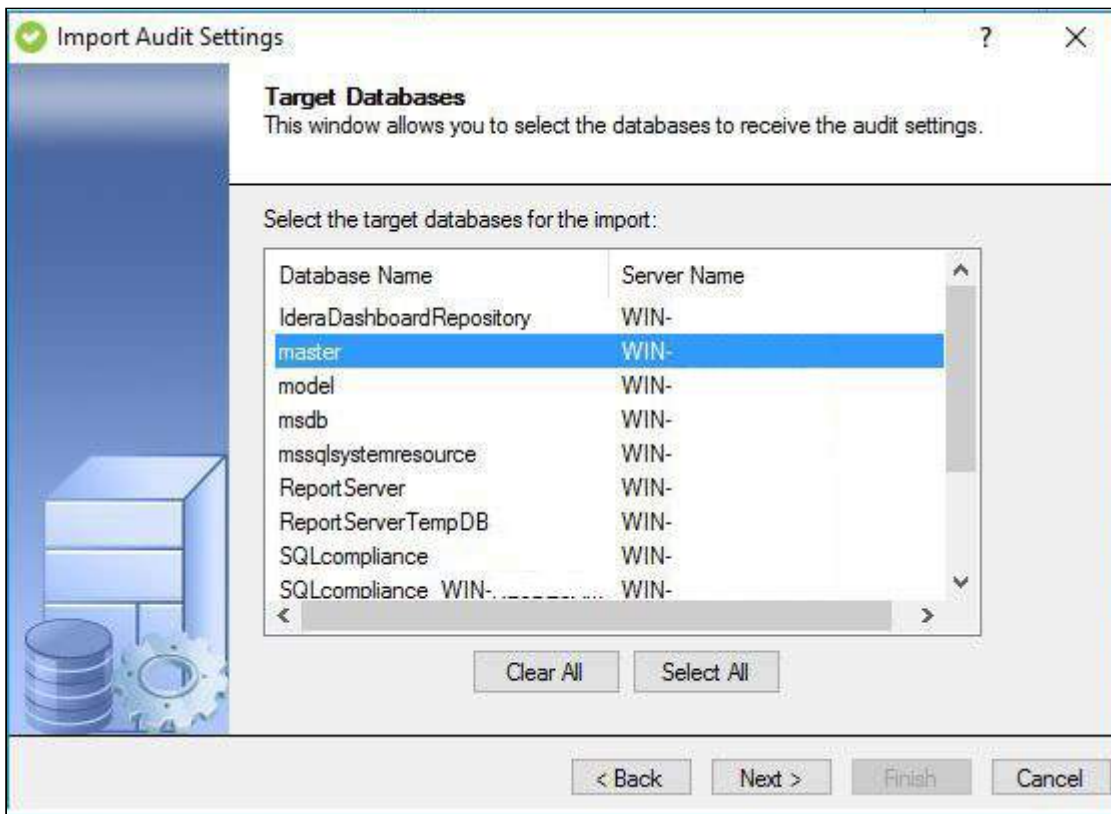 Import Audit Settings ?
Target Databases
This window allows you to select the databases to receive the audit settings.
Select the target databases for the import:
Database Name Server Name
IderaDashboardRepository WIN-
master WIN-
model WIN-
msdb WIN-
mssqlsystemresource WIN-
ReportServer WIN-
ReportServerTempDB WIN-
SQLcompliance WIN-
SQLcompliance_WIN- WIN-
Clear All Select All
< Back Next > Finish Cancel